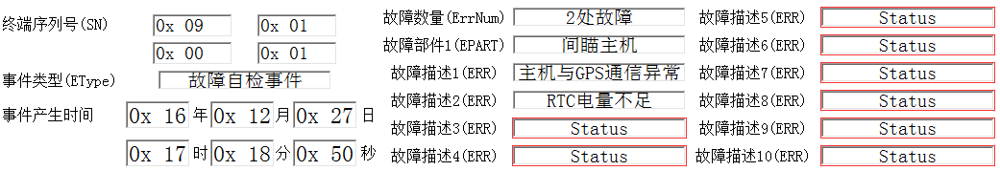 终端序列号(SN) 0x 09 0x 01
0x 00 0x 01
事件类型(EType) 故障自检事件
事件产生时间 0x 16 年 0x 12 月 0x 27 日
0x 17 时 0x 18 分 0x 50 秒
故障数量(ErrNum) 2处故障
故障部件1(EPART) 间瞄主机
故障描述1(ERR) 主机与GPS通信异常
故障描述2(ERR) RTC电量不足
故障描述3(ERR) Status
故障描述4(ERR) Status
故障描述5(ERR) Status
故障描述6(ERR) Status
故障描述7(ERR) Status
故障描述8(ERR) Status
故障描述9(ERR) Status
故障描述10(ERR) Status